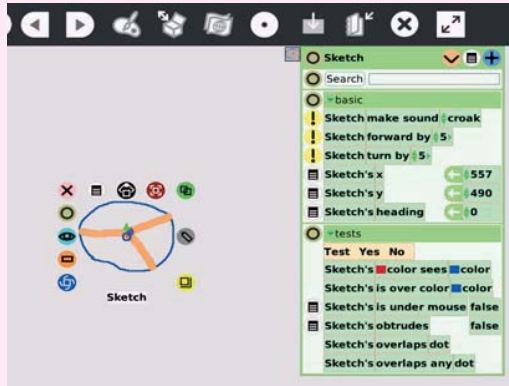 Sketch
Search
basic
! Sketch make sound croak
! Sketch forward by 5
! Sketch turn by 5
Sketch's x 557
Sketch's y 490
Sketch's heading 0
tests
Test Yes No
Sketch's color sees color
Sketch's is over color color
Sketch's is under mouse false
Sketch's obtrudes false
Sketch's overlaps dot
Sketch's overlaps any dot
Sketch